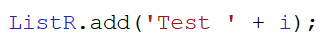 ListR.add('Test ' + i);